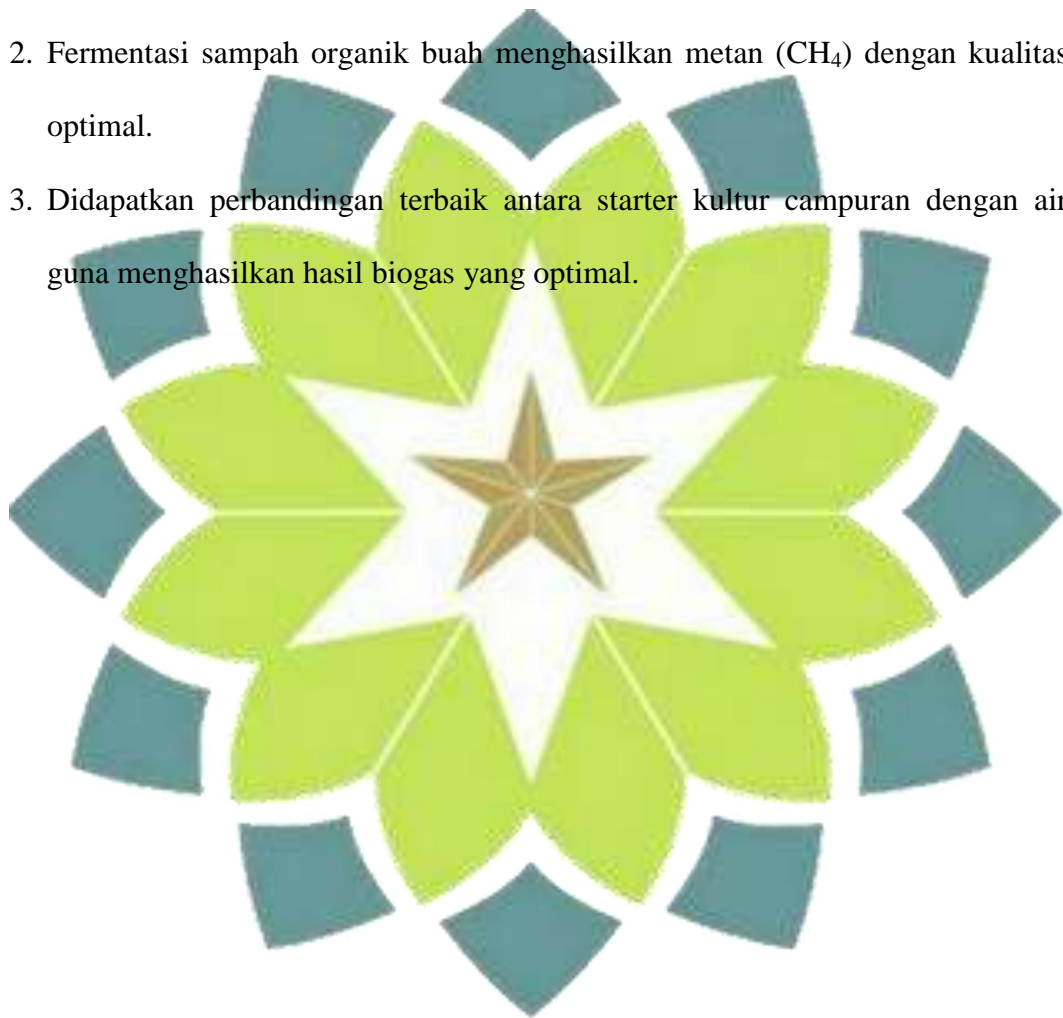 2. Fermentasi sampah organik buah menghasilkan metan (CH₄) dengan kualitas
optimal.
3. Didapatkan perbandingan terbaik antara starter kultur campuran dengan air
guna menghasilkan hasil biogas yang optimal.